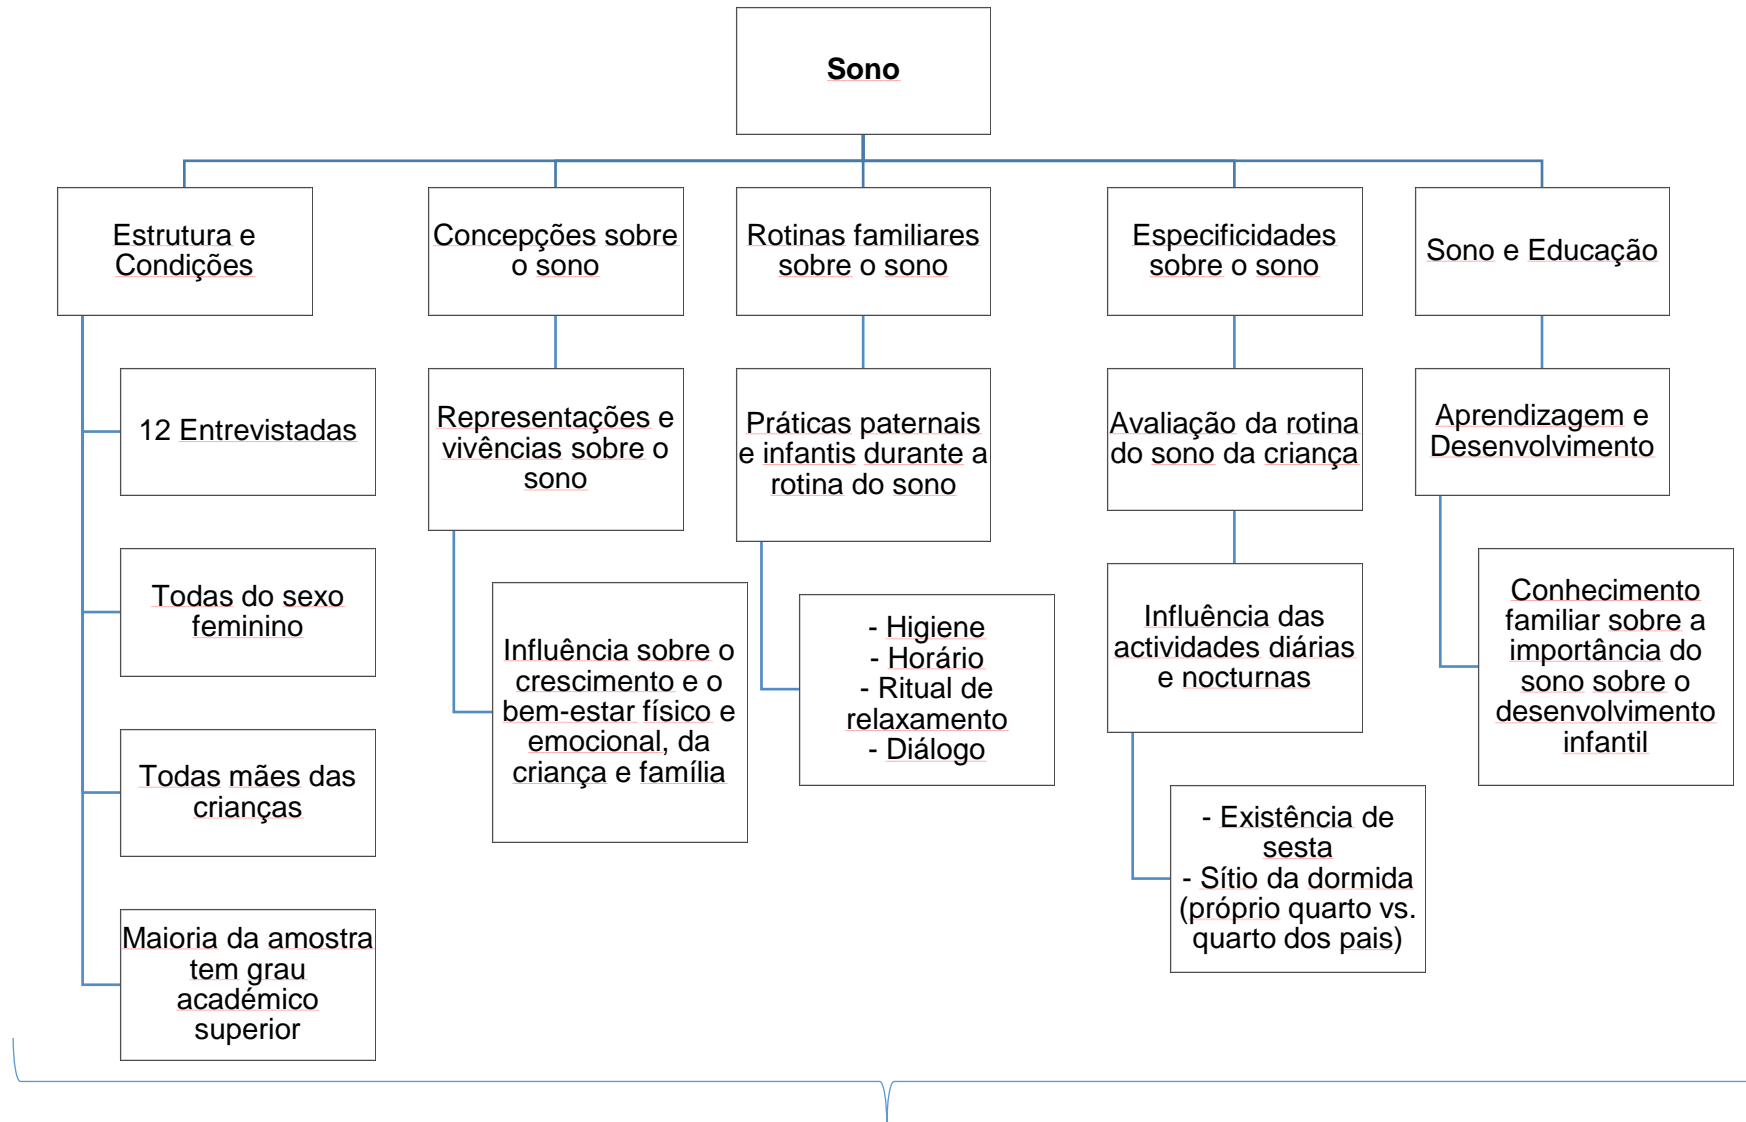 Sono
Estrutura e
Condições
Concepções sobre
o sono
Rotinas familiares
sobre o sono
Especificidades
sobre o sono
Sono e Educação
12 Entrevistadas
Todas do sexo
feminino
Todas mães das
crianças
Maioria da amostra
tem grau
académico
superior
Representações e
vivências sobre o
sono
Influência sobre o
crescimento e o
bem-estar físico e
emocional, da
criança e família
Práticas paternais
e infantis durante a
rotina do sono
- Higiene
- Horário
- Ritual de
relaxamento
- Diálogo
Avaliação da rotina
do sono da criança
Influência das
actividades diárias
e nocturnas
- Existência de
sesta
- Sítio da dormida
(próprio quarto vs.
quarto dos pais)
Aprendizagem e
Desenvolvimento
Conhecimento
familiar sobre a
importância do
sono sobre o
desenvolvimento
infantil